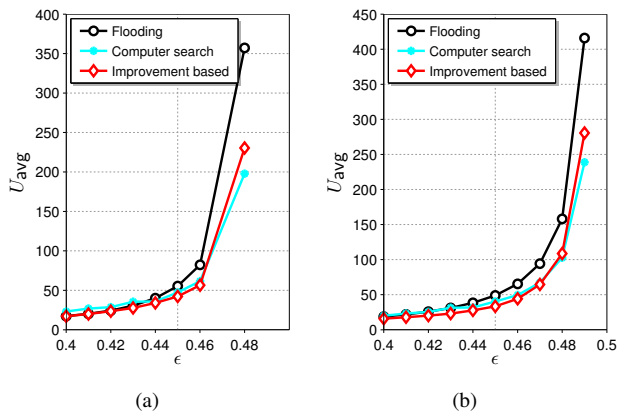 400
350
300
250
200
150
100
50
0
U_avg
Flooding
Computer search
Improvement based
0.4 0.42 0.44 0.46 0.48
ϵ
(a)
450
400
350
300
250
200
150
100
50
0
U_avg
Flooding
Computer search
Improvement based
0.4 0.42 0.44 0.46 0.48 0.5
ϵ
(b)